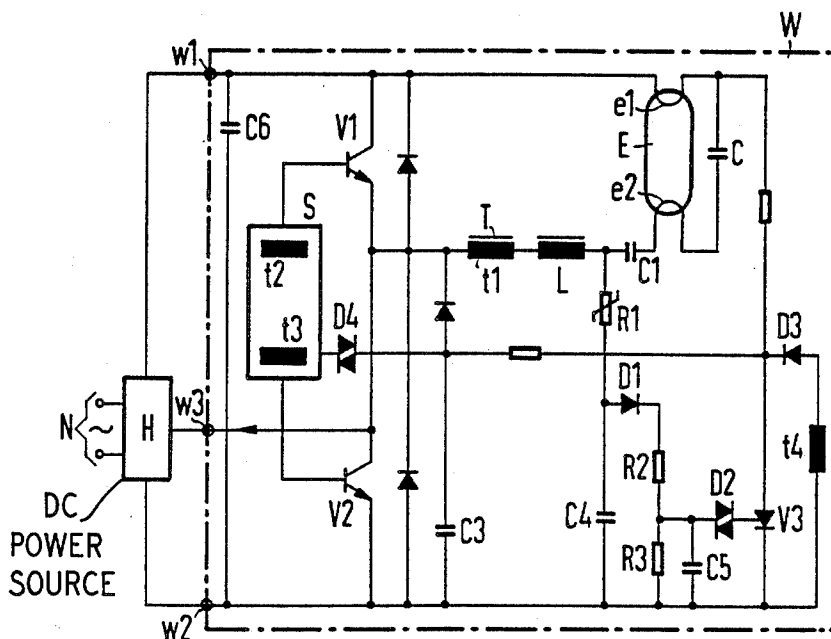 W
w1
C6
V1
e1
E
C
e2
S
I
t2
t1
L
C1
t3
D4
R1
D3
N
~
H
w3
D1
t4
R2
D2
DC
POWER
SOURCE
V2
C3
C4
V3
R3
C5
w2